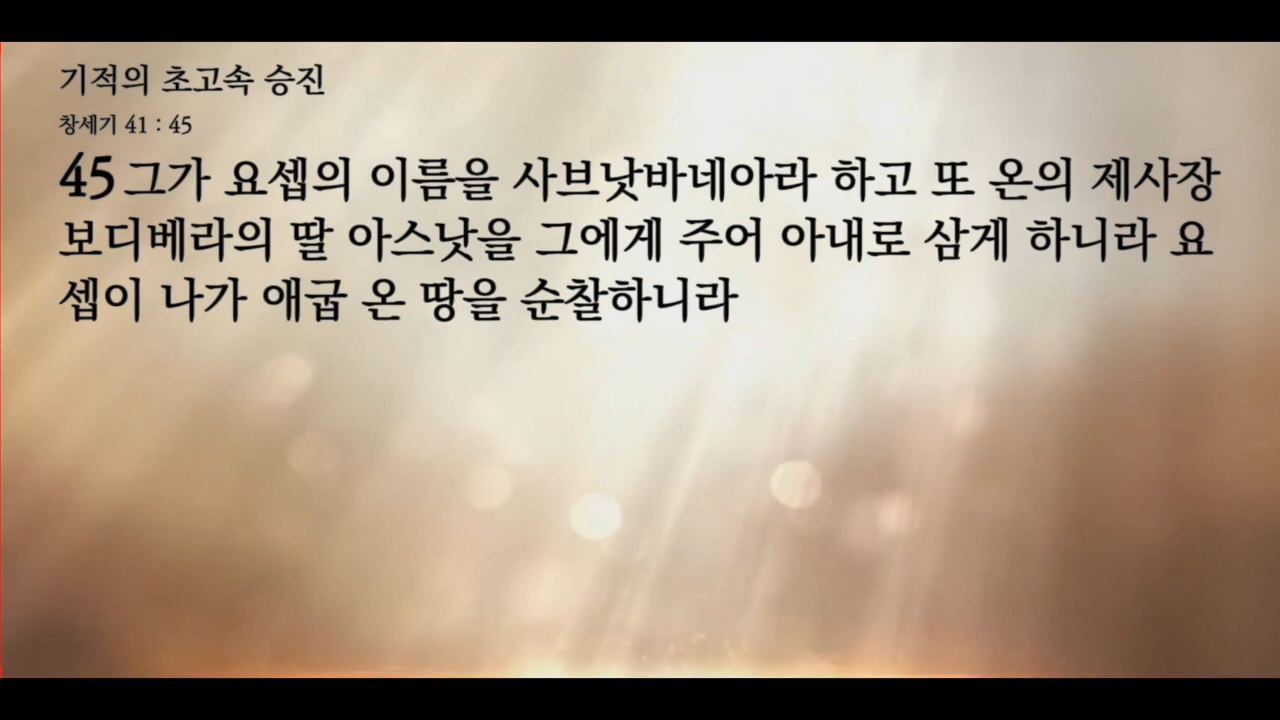 기적의 초고속 승진
창세기 41 : 45
45 그가 요셉의 이름을 사브낫바네아라 하고 또 온의 제사장
보디베라의 딸 아스낫을 그에게 주어 아내로 삼게 하니라 요
셉이 나가 애굽 온 땅을 순찰하니라